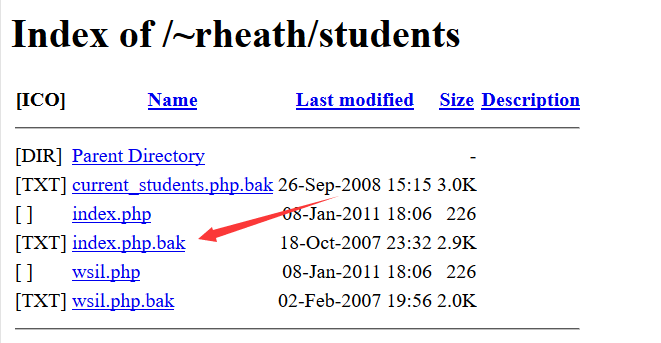 Index of /~rheath/students
[ICO] Name Last modified Size Description
[DIR] Parent Directory -
[TXT] current_students.php.bak 26-Sep-2008 15:15 3.0K
[ ] index.php 08-Jan-2011 18:06 226
[TXT] index.php.bak 18-Oct-2007 23:32 2.9K
[ ] wsil.php 08-Jan-2011 18:06 226
[TXT] wsil.php.bak 02-Feb-2007 19:56 2.0K